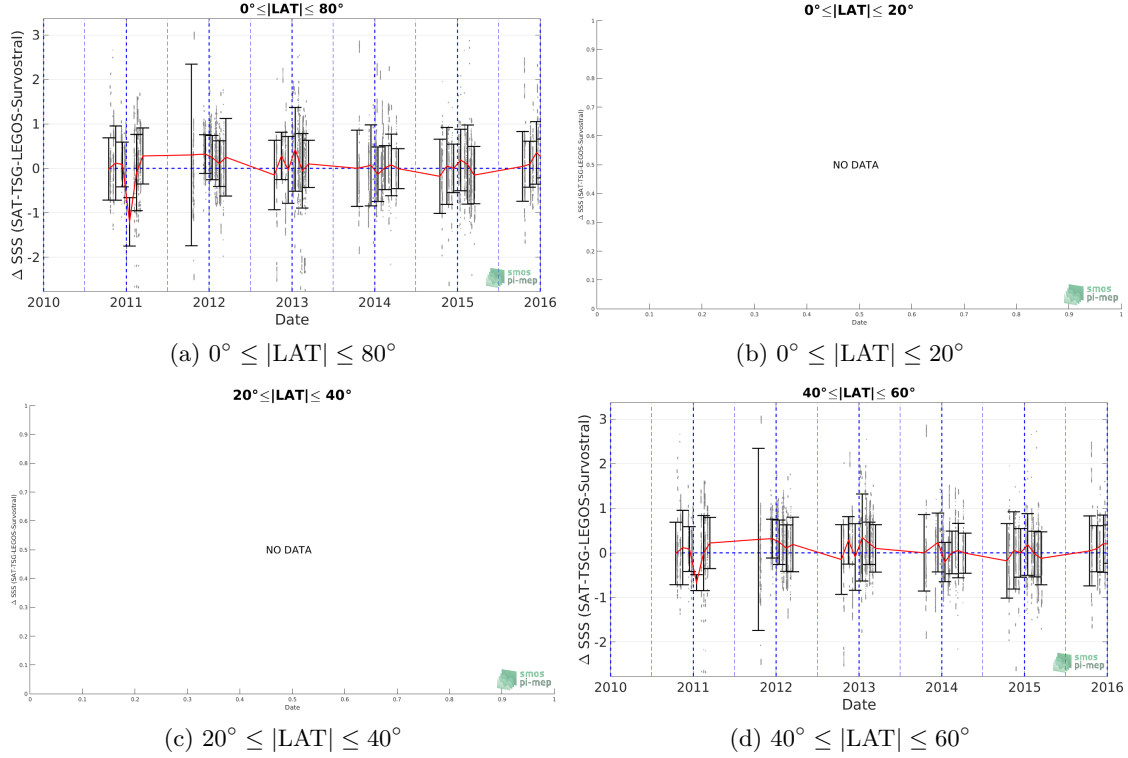 0°≤|LAT|≤ 80°
Δ SSS (SAT-TSG-LEGOS-Survostral)
3
2
1
0
-1
-2
2010 2011 2012 2013 2014 2015 2016
Date
smos
pi-mep
(a) 0° ≤ |LAT| ≤ 80°
0°≤|LAT|≤ 20°
Δ SSS (SAT-TSG-LEGOS-Survostral)
1
0.9
0.8
0.7
0.6
0.5
0.4
0.3
0.2
0.1
0
NO DATA
0 0.1 0.2 0.3 0.4 0.5 0.6 0.7 0.8 0.9 1
Date
smos
pi-mep
(b) 0° ≤ |LAT| ≤ 20°
20°≤|LAT|≤ 40°
Δ SSS (SAT-TSG-LEGOS-Survostral)
1
0.9
0.8
0.7
0.6
0.5
0.4
0.3
0.2
0.1
0
NO DATA
0 0.1 0.2 0.3 0.4 0.5 0.6 0.7 0.8 0.9 1
Date
smos
pi-mep
(c) 20° ≤ |LAT| ≤ 40°
40°≤|LAT|≤ 60°
Δ SSS (SAT-TSG-LEGOS-Survostral)
3
2
1
0
-1
-2
2010 2011 2012 2013 2014 2015 2016
Date
smos
pi-mep
(d) 40° ≤ |LAT| ≤ 60°